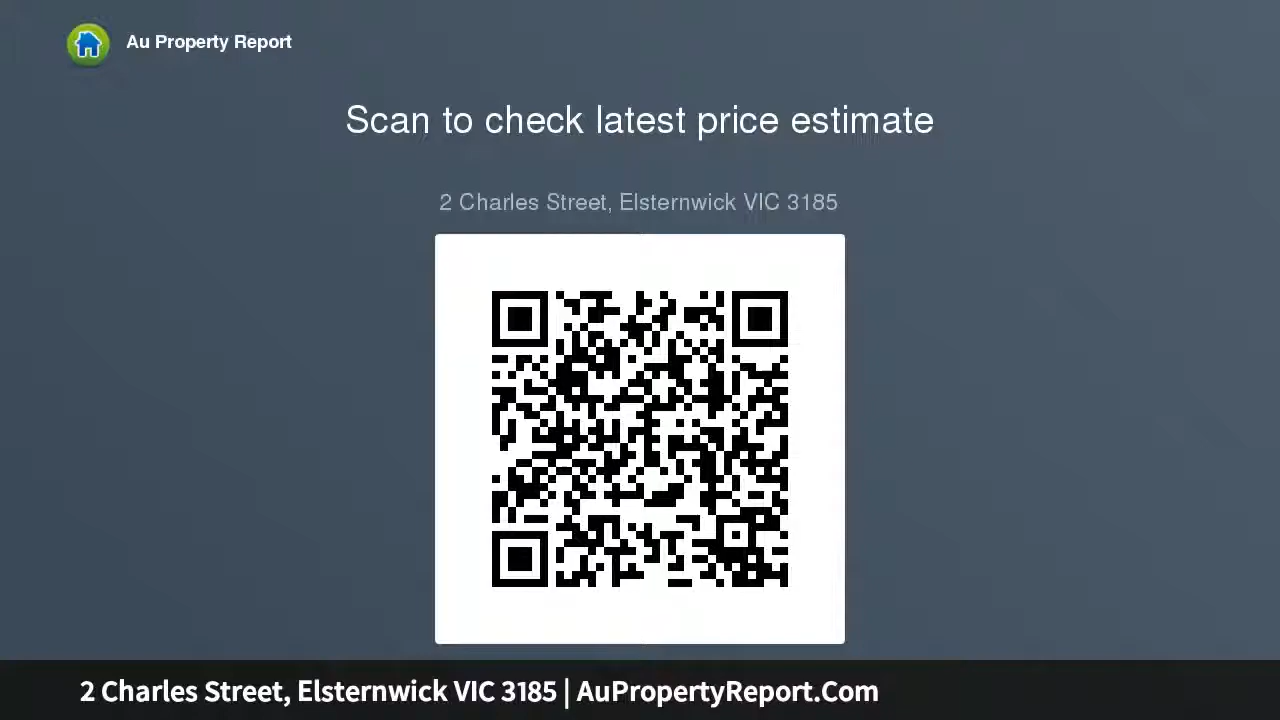 Au Property Report
Scan to check latest price estimate
2 Charles Street, Elsternwick VIC 3185
2 Charles Street, Elsternwick VIC 3185 | AuPropertyReport.Com